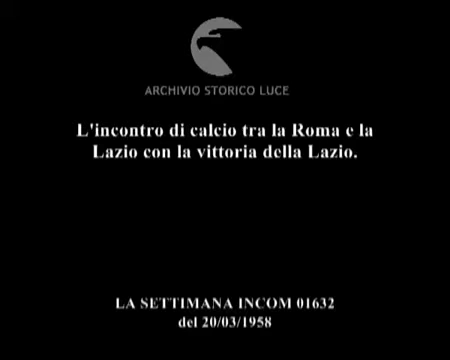 ARCHIVIO STORICO LUCE
L'incontro di calcio tra la Roma e la
Lazio con la vittoria della Lazio.
LA SETTIMANA INCOM 01632
del 20/03/1958